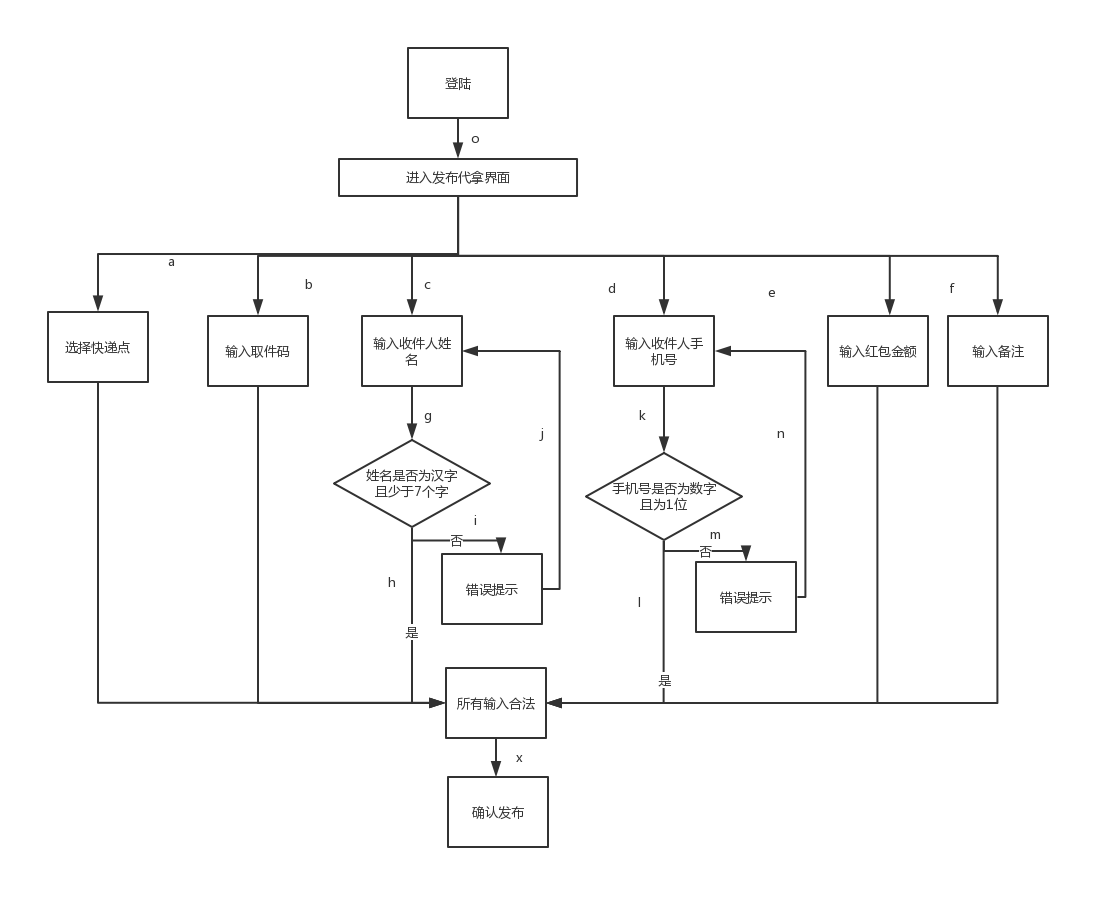 登陆
o
进入发布代拿界面
a
b
c
d
e
f
选择快递点
输入取件码
输入收件人姓
名
输入收件人手
机号
输入红包金额
输入备注
g
j
k
n
姓名是否为汉字
且少于7个字
手机号是否为数字
且为1位
i
否
m
否
h
错误提示
l
错误提示
是
是
所有输入合法
x
确认发布